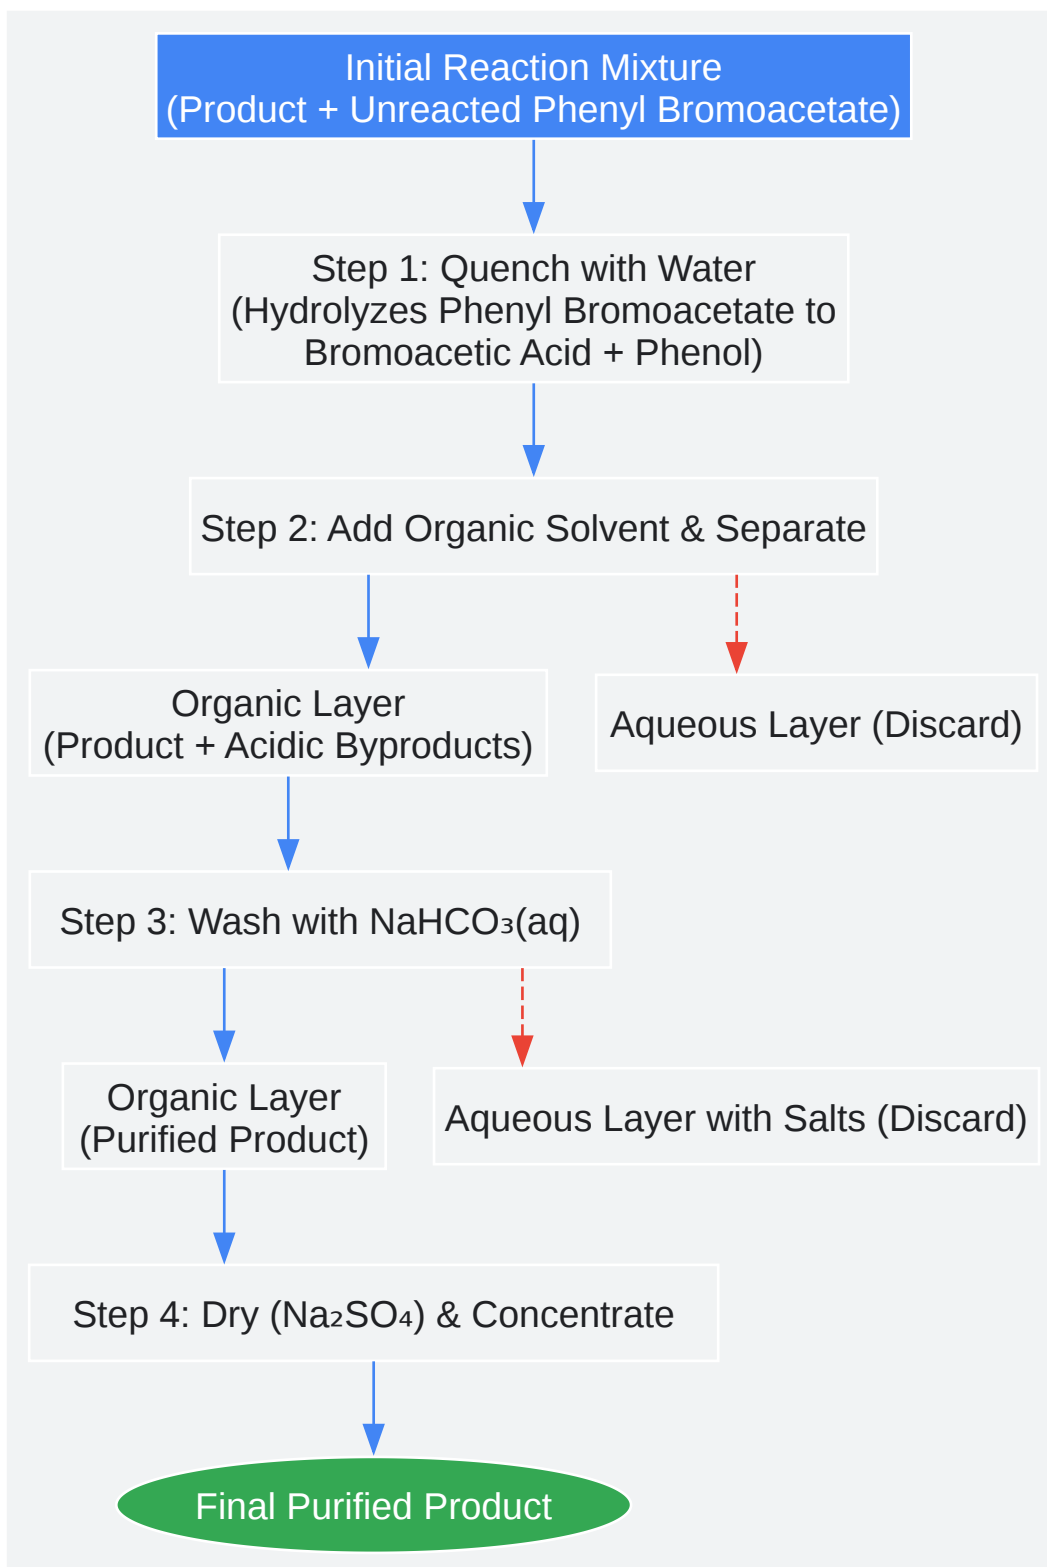 Initial Reaction Mixture
(Product + Unreacted Phenyl Bromoacetate)
Step 1: Quench with Water
(Hydrolyzes Phenyl Bromoacetate to
Bromoacetic Acid + Phenol)
Step 2: Add Organic Solvent & Separate
Organic Layer
(Product + Acidic Byproducts)
Aqueous Layer (Discard)
Step 3: Wash with NaHCO₃(aq)
Organic Layer
(Purified Product)
Aqueous Layer with Salts (Discard)
Step 4: Dry (Na₂SO₄) & Concentrate
Final Purified Product